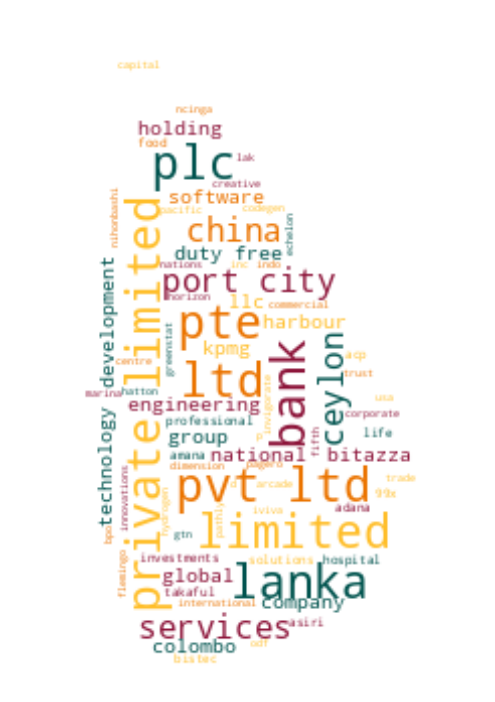 capital
ncinga
holding
food
plc
lak
creative
software
pacific
codegen
nihonbashi
china
echelon
duty free
nations
inc
indo
port city
horizon
llc
commercial
private limited
technology development
pte
harbour
greenstat
kpmg
acp
centre
ltd
bank
ceylon
trust
invigorate
marina
hatton
usa
engineering
corporate
professional
group
fifth
life
p
amana
national
bitazza
dimension
pagero
innovations
pvt ltd
d
arcade
trade
99x
hydrogen
pathly
iviva
adana
bpo
gtn
limited
investments
solutions
hospital
flemingo
global
lanka
takaful
international
company
services
asiri
colombo
odf
bistec